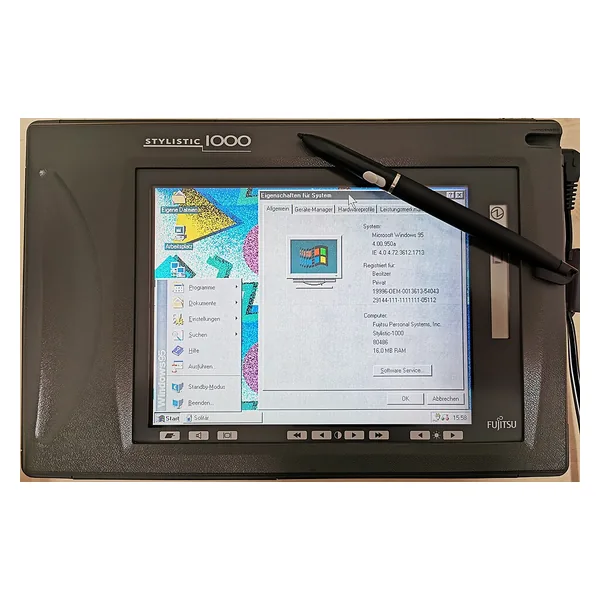 STYLISTIC 1000
Eigene Dateien
Arbeitsplatz
Eigenschaften für System
Allgemein Geräte-Manager Hardwareprofile
System:
Microsoft Windows 95
4.00.950a
IE 4.0 4.72.3612.1713
Registriert für:
Besitzer
Privat
19996-OEM-0013613-54043
29144-111-1111111-05112
Computer:
Fujitsu Personal Systems, Inc.
Stylistic-1000
80486
16,0 MB RAM
Software Service...
OK Abbrechen
Programme
Dokumente
Einstellungen
Suchen
Hilfe
Ausführen...
Standby-Modus
Beenden...
Windows 95
Start Solitär 15:58
FUJITSU